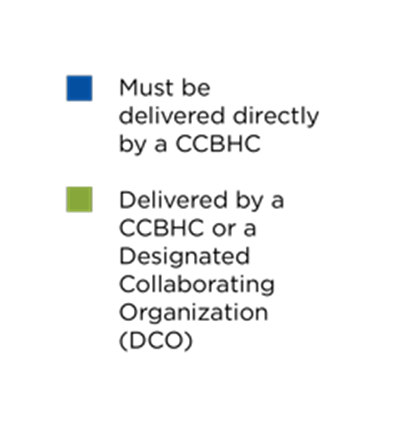 Must be
delivered directly
by a CCBHC
Delivered by a
CCBHC or a
Designated
Collaborating
Organization
(DCO)